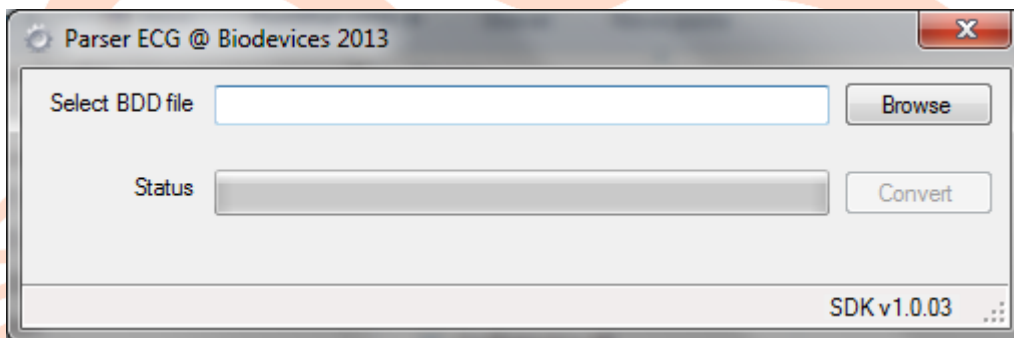 Parser ECG @ Biodevices 2013
Select BDD file
Browse
Status
Convert
SDK v1.0.03